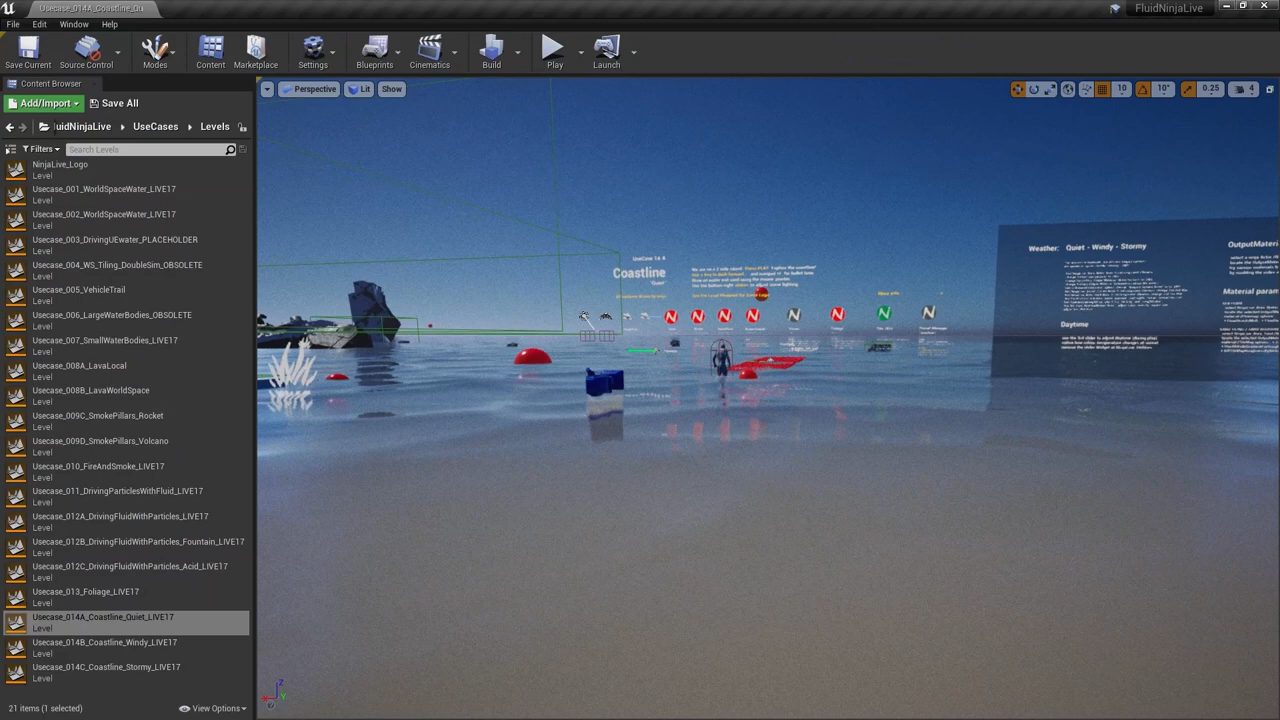 Usecase_014A_Coastline_Qu
FluidNinjaLive
File Edit Window Help
Save Current Source Control Modes Content Marketplace Settings Blueprints Cinematics Build Play Launch
Content Browser
Add/Import Save All
luidNinjaLive UseCases Levels
Filters Search Levels
NinjaLive_Logo
Level
Usecase_001_WorldSpaceWater_LIVE17
Level
Usecase_002_WorldSpaceWater_LIVE17
Level
Usecase_003_DrivingUEwater_PLACEHOLDER
Level
Usecase_004_WS_Tiling_DoubleSim_OBSOLETE
Level
Usecase_005_VehicleTrail
Level
Usecase_006_LargeWaterBodies_OBSOLETE
Level
Usecase_007_SmallWaterBodies_LIVE17
Level
Usecase_008A_LavaLocal
Level
Usecase_008B_LavaWorldSpace
Level
Usecase_009C_SmokePillars_Rocket
Level
Usecase_009D_SmokePillars_Volcano
Level
Usecase_010_FireAndSmoke_LIVE17
Level
Usecase_011_DrivingParticlesWithFluid_LIVE17
Level
Usecase_012A_DrivingFluidWithParticles_LIVE17
Level
Usecase_012B_DrivingFluidWithParticles_Fountain_LIVE17
Level
Usecase_012C_DrivingFluidWithParticles_Acid_LIVE17
Level
Usecase_013_Foliage_LIVE17
Level
Usecase_014A_Coastline_Quiet_LIVE17
Level
Usecase_014B_Coastline_Windy_LIVE17
Level
Usecase_014C_Coastline_Stormy_LIVE17
Level
21 items (1 selected) View Options
Perspective Lit Show 10 10° 0.25 4
UseCase 14 A
Coastline
Weather: Quiet - Windy - Stormy
Daytime
OutputMateri
Material param
X Z Y